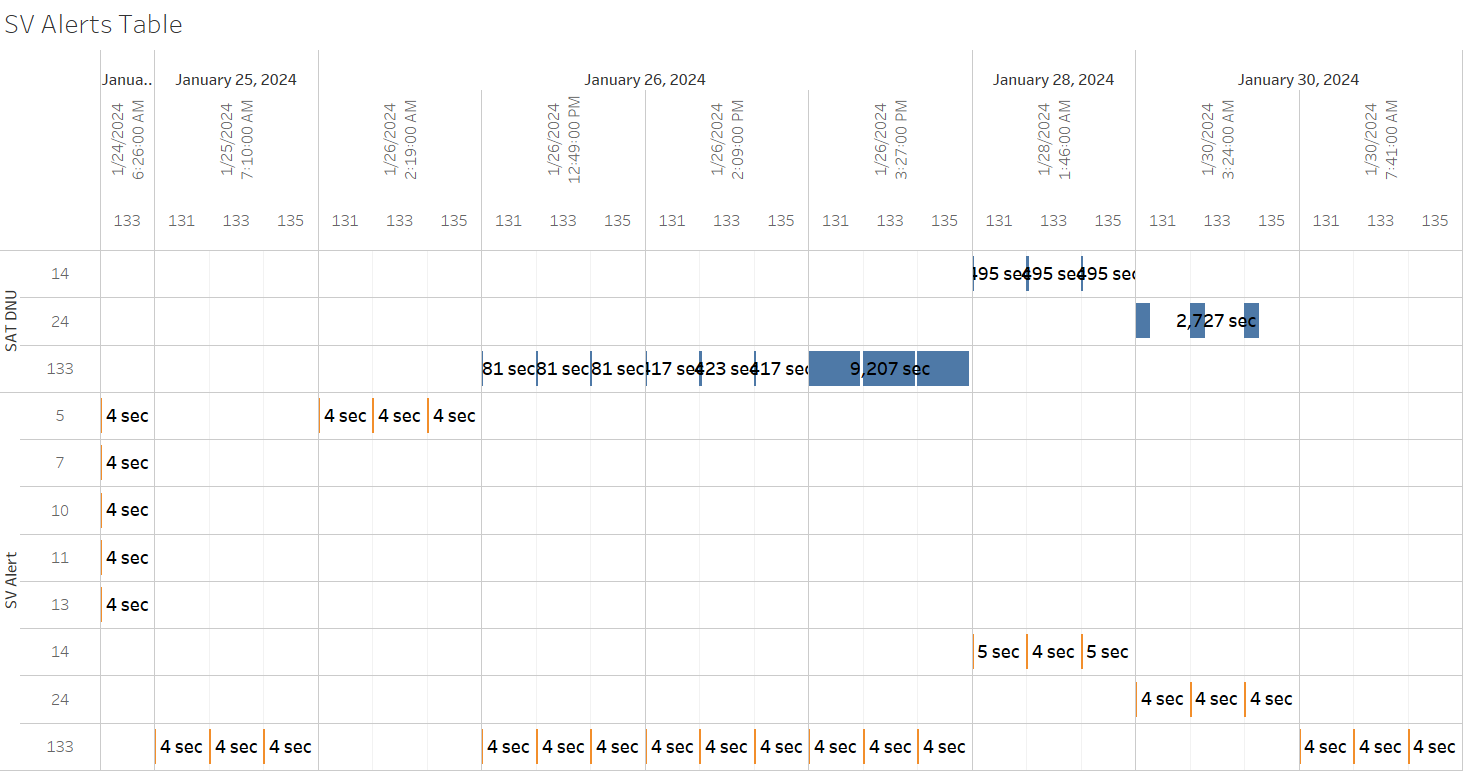 SV Alerts Table
Janua.. January 25, 2024 January 26, 2024 January 28, 2024 January 30, 2024
1/24/2024 6:26:00 AM
1/25/2024 7:10:00 AM
1/26/2024 2:19:00 AM
1/26/2024 12:49:00 PM
1/26/2024 2:09:00 PM
1/26/2024 3:27:00 PM
1/28/2024 1:46:00 AM
1/30/2024 3:24:00 AM
1/30/2024 7:41:00 AM
133 131 133 135 131 133 135 131 133 135 131 133 135 131 133 135 131 133 135 131 133 135 131 133 135
SAT DNU
14 495 sec 495 sec 495 sec
24 2,727 sec
133 81 sec 81 sec 81 sec 417 sec 423 sec 417 sec 9,207 sec
SV Alert
5 4 sec 4 sec 4 sec 4 sec
7 4 sec
10 4 sec
11 4 sec
13 4 sec
14 5 sec 4 sec 5 sec
24 4 sec 4 sec 4 sec
133 4 sec 4 sec 4 sec 4 sec 4 sec 4 sec 4 sec 4 sec 4 sec 4 sec 4 sec 4 sec 4 sec 4 sec 4 sec